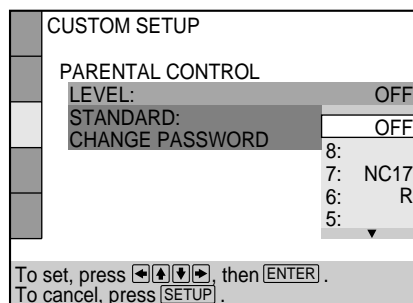 CUSTOM SETUP
PARENTAL CONTROL
LEVEL: OFF
STANDARD:
OFF
CHANGE PASSWORD
8:
7: NC17
6: R
5:
To set, press ←↑↓→, then ENTER.
To cancel, press SETUP.